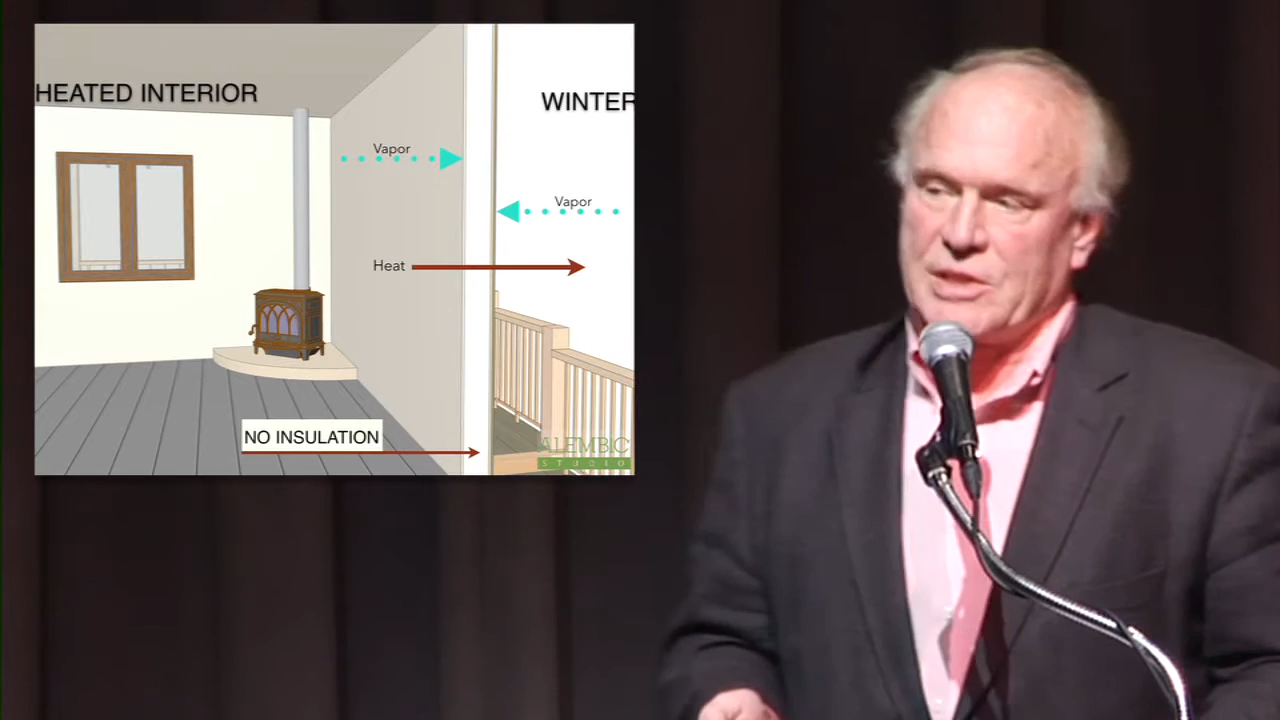 HEATED INTERIOR
WINTER
Vapor
Vapor
Heat
NO INSULATION
ALEMBIC
STUDIO